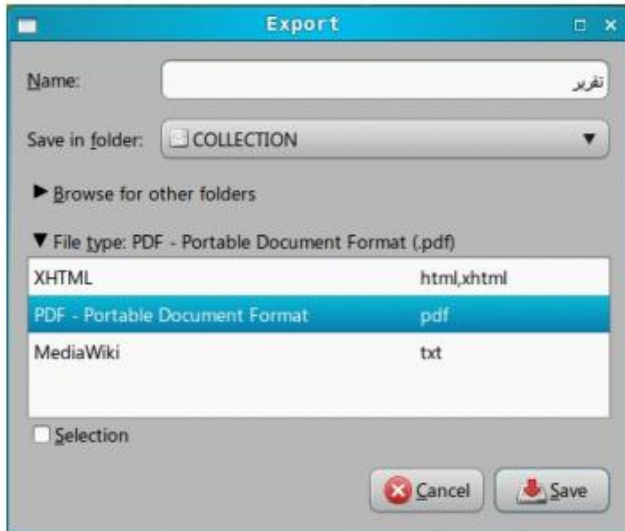 Export
Name: تقرير
Save in folder: COLLECTION
Browse for other folders
File type: PDF - Portable Document Format (.pdf)
XHTML html,xhtml
PDF - Portable Document Format pdf
MediaWiki txt
Selection
Cancel Save